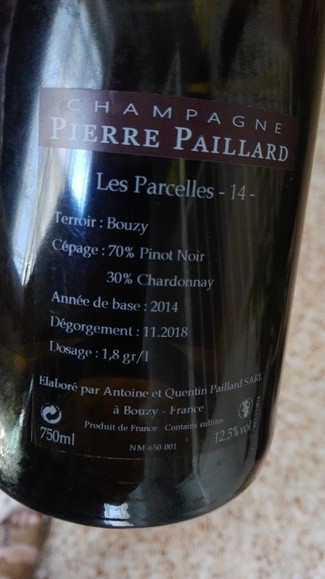 CHAMPAGNE
PIERRE PAILLARD
Les Parcelles - 14 -
Terroir : Bouzy
Cépage : 70% Pinot Noir
30% Chardonnay
Année de base : 2014
Dégorgement : 11.2018
Dosage : 1,8 gr/l
Elaboré par Antoine et Quentin Paillard SARL
à Bouzy - France
Produit de France Contains sulfites
750ml
12.5% vol
NM-650-001